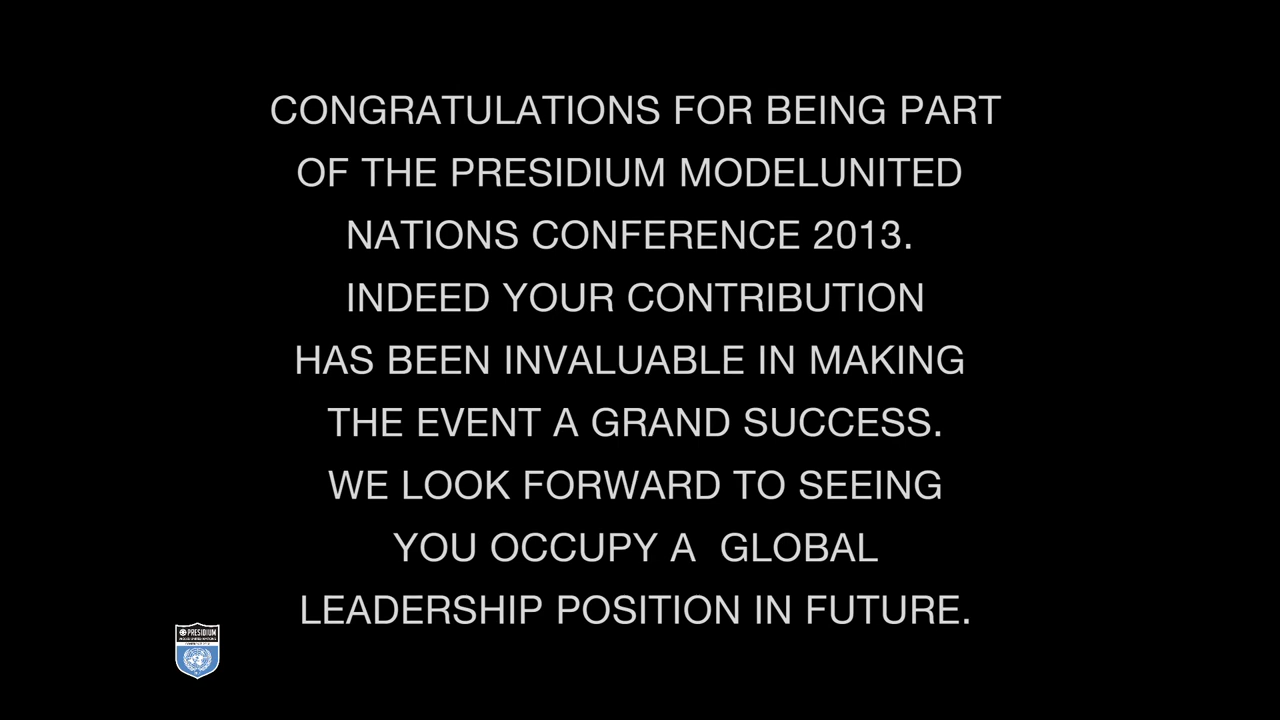 CONGRATULATIONS FOR BEING PART
OF THE PRESIDIUM MODELUNITED
NATIONS CONFERENCE 2013.
INDEED YOUR CONTRIBUTION
HAS BEEN INVALUABLE IN MAKING
THE EVENT A GRAND SUCCESS.
WE LOOK FORWARD TO SEEING
YOU OCCUPY A  GLOBAL
LEADERSHIP POSITION IN FUTURE.
PRESIDIUM